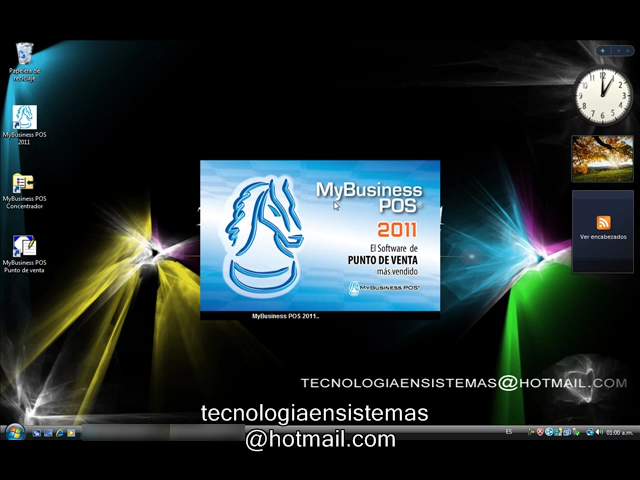 Papelera de
reciclaje
MyBusiness POS
2011
MyBusiness POS
Concentrador
MyBusiness POS
Punto de venta
MyBusiness
POS
2011
El Software de
PUNTO DE VENTA
más vendido
MYBUSINESS POS
MyBusiness POS 2011..
Ver encabezados
TECNOLOGIAENSISTEMAS@HOTMAIL.COM
tecnologiaensistemas
@hotmail.com
ES
01:00 a.m.